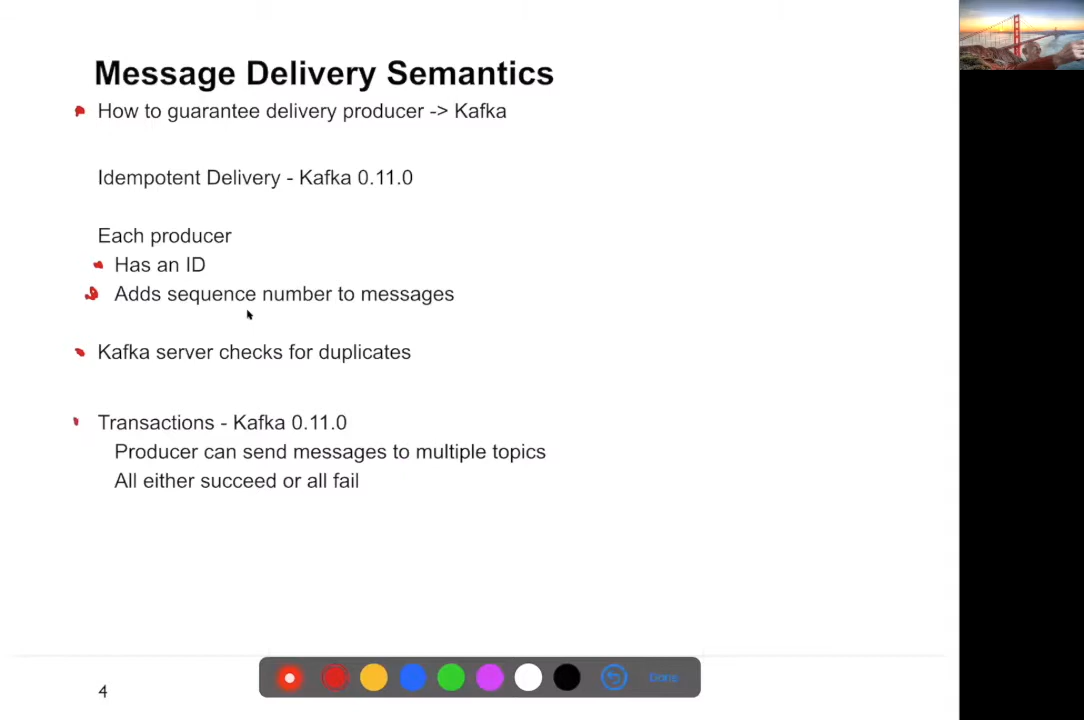 Message Delivery Semantics
How to guarantee delivery producer -> Kafka
Idempotent Delivery - Kafka 0.11.0
Each producer
Has an ID
Adds sequence number to messages
Kafka server checks for duplicates
Transactions - Kafka 0.11.0
Producer can send messages to multiple topics
All either succeed or all fail
Done
4